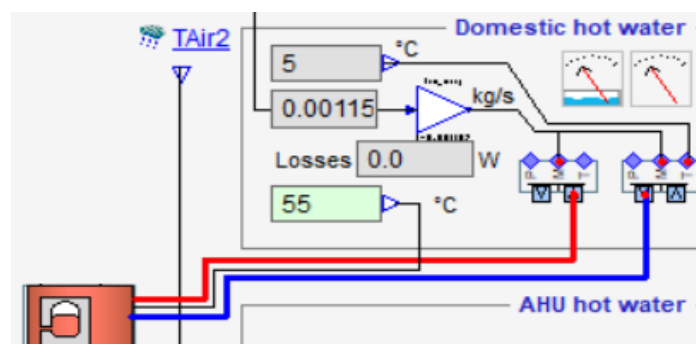 Domestic hot water
TAir2
5 °C
0.00115 kg/s
Losses 0.0 W
P M T P M T
55 °C
AHU hot water